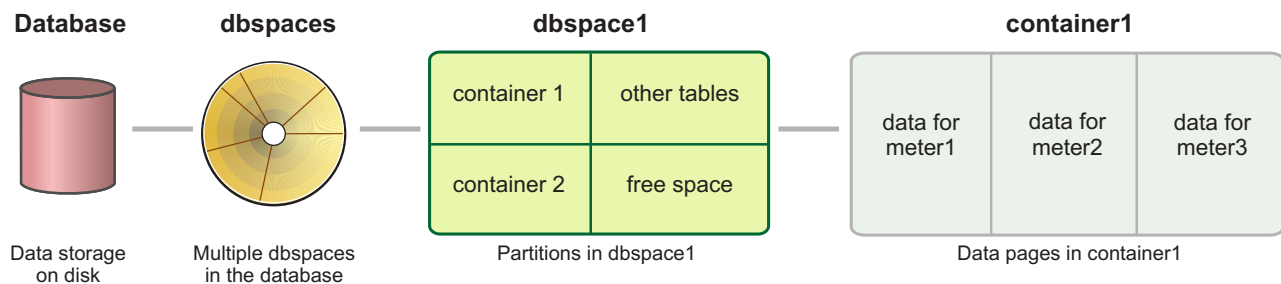 Database
dbspaces
dbspace1
container1
container 1
other tables
container 2
free space
data for
meter1
data for
meter2
data for
meter3
Data storage
on disk
Multiple dbspaces
in the database
Partitions in dbspace1
Data pages in container1